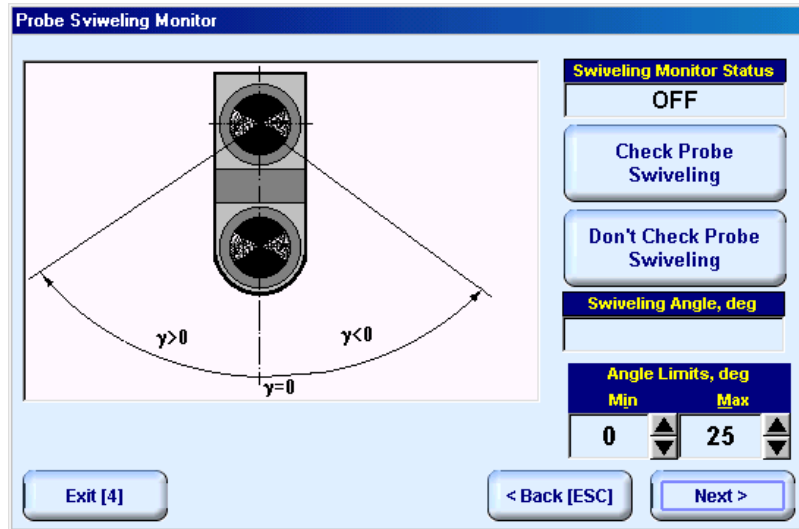 Probe Sviweling Monitor
γ>0
γ<0
γ=0
Swiveling Monitor Status
OFF
Check Probe
Swiveling
Don't Check Probe
Swiveling
Swiveling Angle, deg
Angle Limits, deg
Min Max
0 25
Exit [4] < Back [ESC] Next >